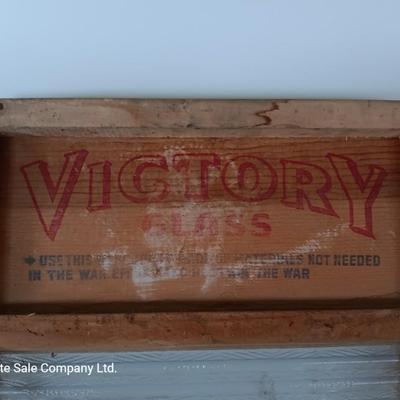 VICTORY
GLASS
USE THIS MATERIALS NOT NEEDED
IN THE WAR THE WAR
te Sale Company Ltd.